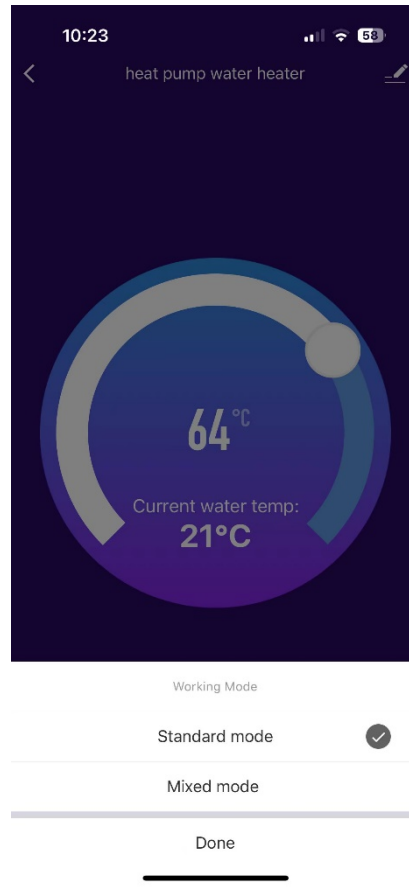 10:23
58
heat pump water heater
64°C
Current water temp:
21°C
Working Mode
Standard mode
Mixed mode
Done